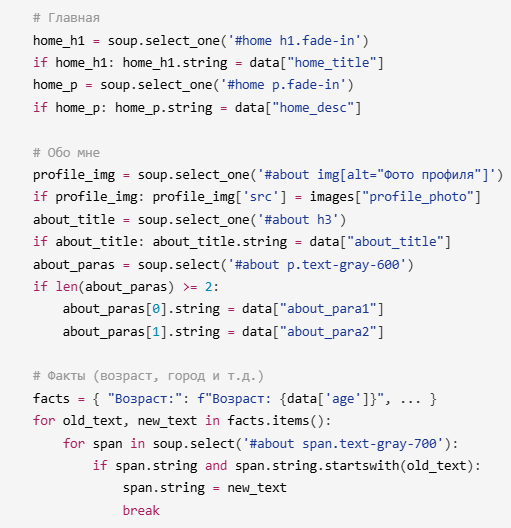 # Главная
home_h1 = soup.select_one('#home h1.fade-in')
if home_h1: home_h1.string = data["home_title"]
home_p = soup.select_one('#home p.fade-in')
if home_p: home_p.string = data["home_desc"]

# Обо мне
profile_img = soup.select_one('#about img[alt="Фото профиля"]')
if profile_img: profile_img['src'] = images["profile_photo"]
about_title = soup.select_one('#about h3')
if about_title: about_title.string = data["about_title"]
about_paras = soup.select('#about p.text-gray-600')
if len(about_paras) >= 2:
    about_paras[0].string = data["about_para1"]
    about_paras[1].string = data["about_para2"]

# Факты (возраст, город и т.д.)
facts = { "Возраст:": f"Возраст: {data['age']}", ... }
for old_text, new_text in facts.items():
    for span in soup.select('#about span.text-gray-700'):
        if span.string and span.string.startswith(old_text):
            span.string = new_text
            break